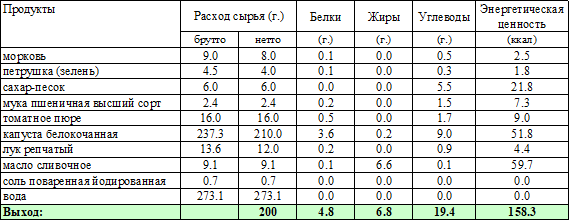 Продукты Расход сырья (г.) Белки Жиры Углеводы Энергетическая ценность
брутто нетто (г.) (г.) (г.) (ккал)
морковь 9.0 8.0 0.1 0.0 0.5 2.5
петрушка (зелень) 4.5 4.0 0.1 0.0 0.3 1.8
сахар-песок 6.0 6.0 0.0 0.0 5.5 21.8
мука пшеничная высший сорт 2.4 2.4 0.2 0.0 1.5 7.3
томатное пюре 16.0 16.0 0.5 0.0 1.7 9.0
капуста белокочанная 237.3 210.0 3.6 0.2 9.0 51.8
лук репчатый 13.6 12.0 0.2 0.0 0.9 4.4
масло сливочное 9.1 9.1 0.1 6.6 0.1 59.7
соль поваренная йодированная 0.7 0.7 0.0 0.0 0.0 0.0
вода 273.1 273.1 0.0 0.0 0.0 0.0
Выход: 200 4.8 6.8 19.4 158.3